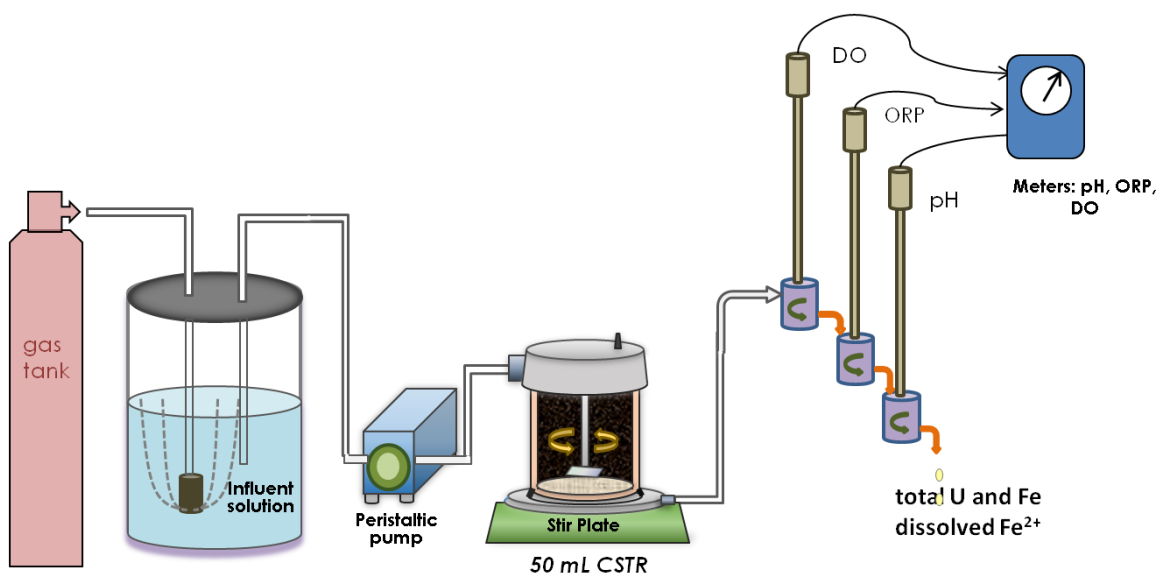 DO
ORP
pH
Meters: pH, ORP,
DO
gas
tank
Influent
solution
Peristaltic
pump
Stir Plate
50 mL CSTR
total U and Fe
dissolved Fe²⁺